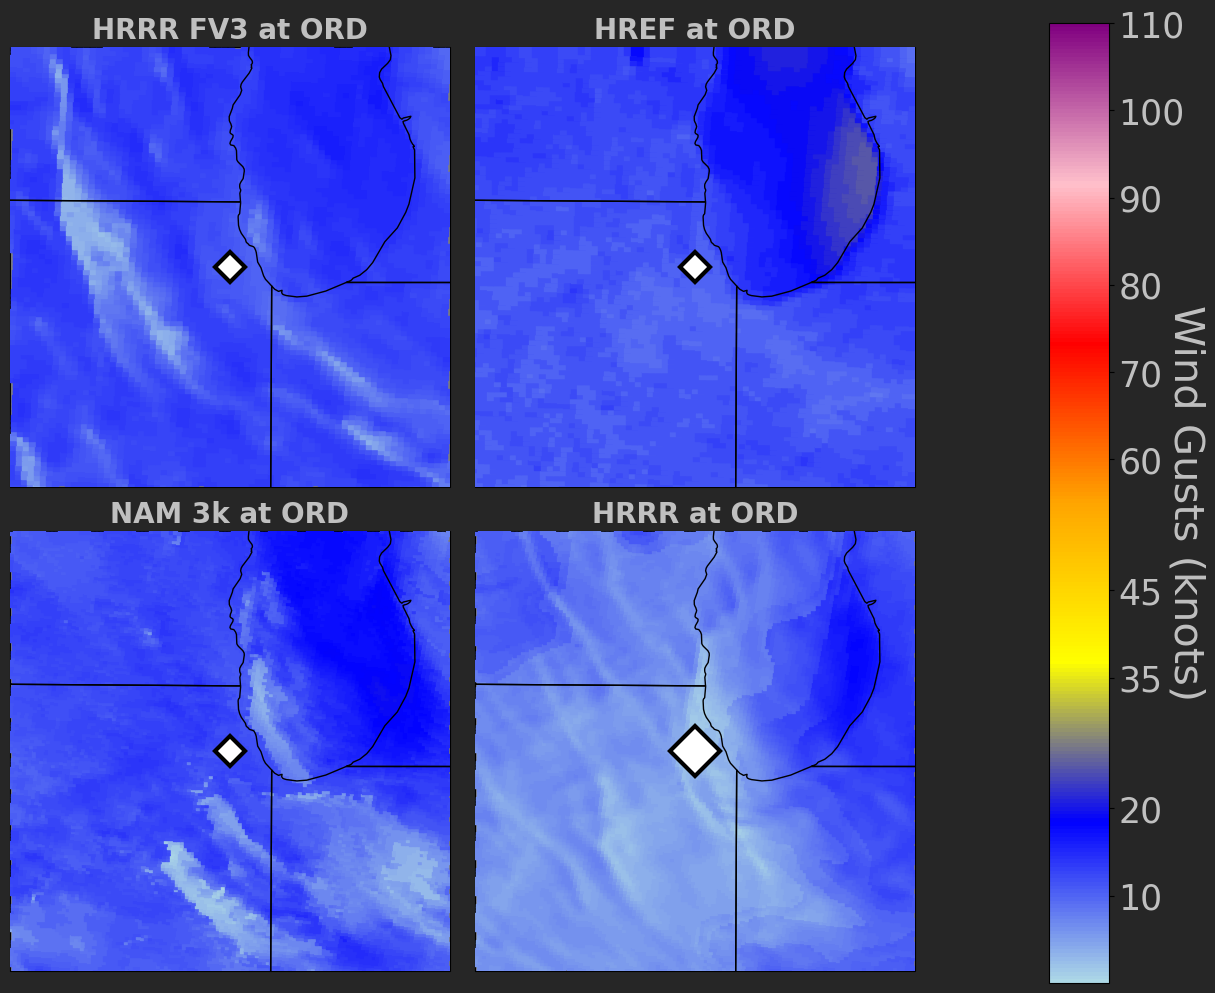 HRRR FV3 at ORD
HREF at ORD
NAM 3k at ORD
HRRR at ORD
110
100
90
80
70
60
45
35
20
10
Wind Gusts (knots)